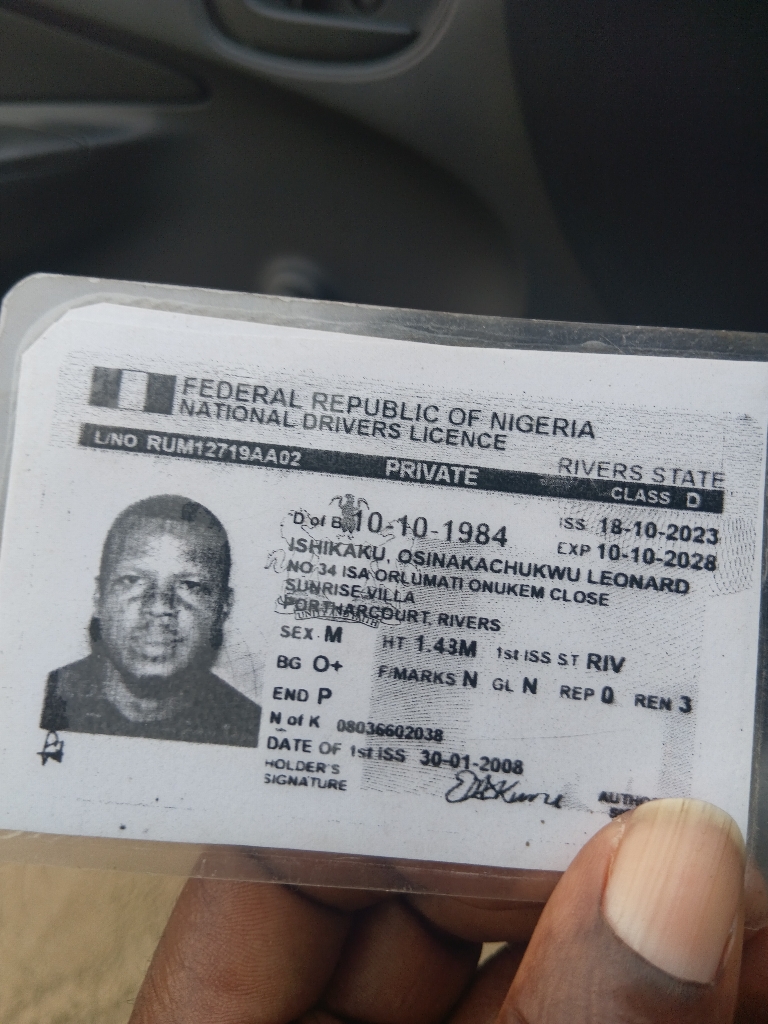 FEDERAL REPUBLIC OF NIGERIA
NATIONAL DRIVERS LICENCE
L/NO RUM12719AA02 PRIVATE RIVERS STATE
CLASS D
D of B 10-10-1984 ISS 18-10-2023
EXP 10-10-2028
ISHIKAKU, OSINAKACHUKWU LEONARD
NO 34 ISA ORLUMATI ONUKEM CLOSE
SUNRISE VILLA
PORTHARCOURT, RIVERS
SEX M HT 1.43M 1st ISS ST RIV
BG O+ F/MARKS N GL N REP 0 REN 3
END P
N of K 08036602038
DATE OF 1st ISS 30-01-2008
HOLDER'S
SIGNATURE